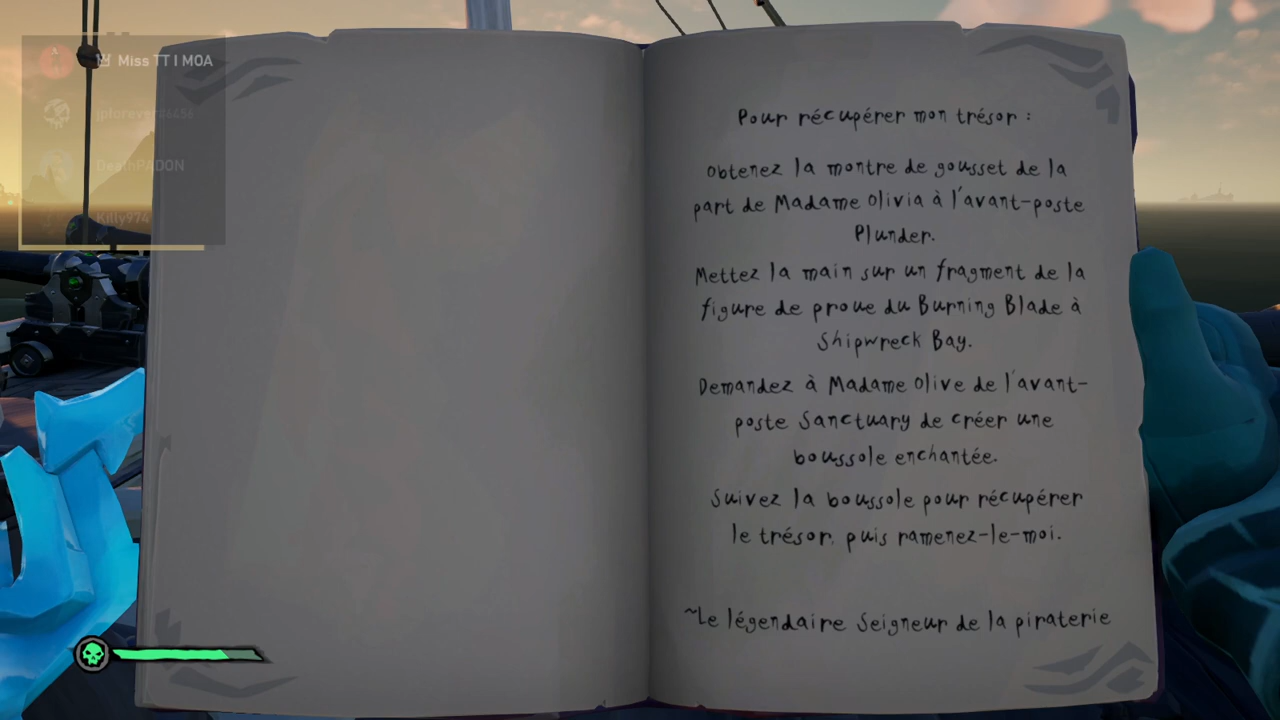 Miss TT I MOA
DeathPADON
Killy974
Pour récupérer mon trésor :
Obtenez la montre de gousset de la
part de Madame Olivia à l'avant-poste
Plunder.
Mettez la main sur un fragment de la
figure de proue du Burning Blade à
Shipwreck Bay.
Demandez à Madame Olive de l'avant-
poste Sanctuary de créer une
boussole enchantée.
Suivez la boussole pour récupérer
le trésor, puis ramenez-le-moi.
~Le légendaire Seigneur de la piraterie